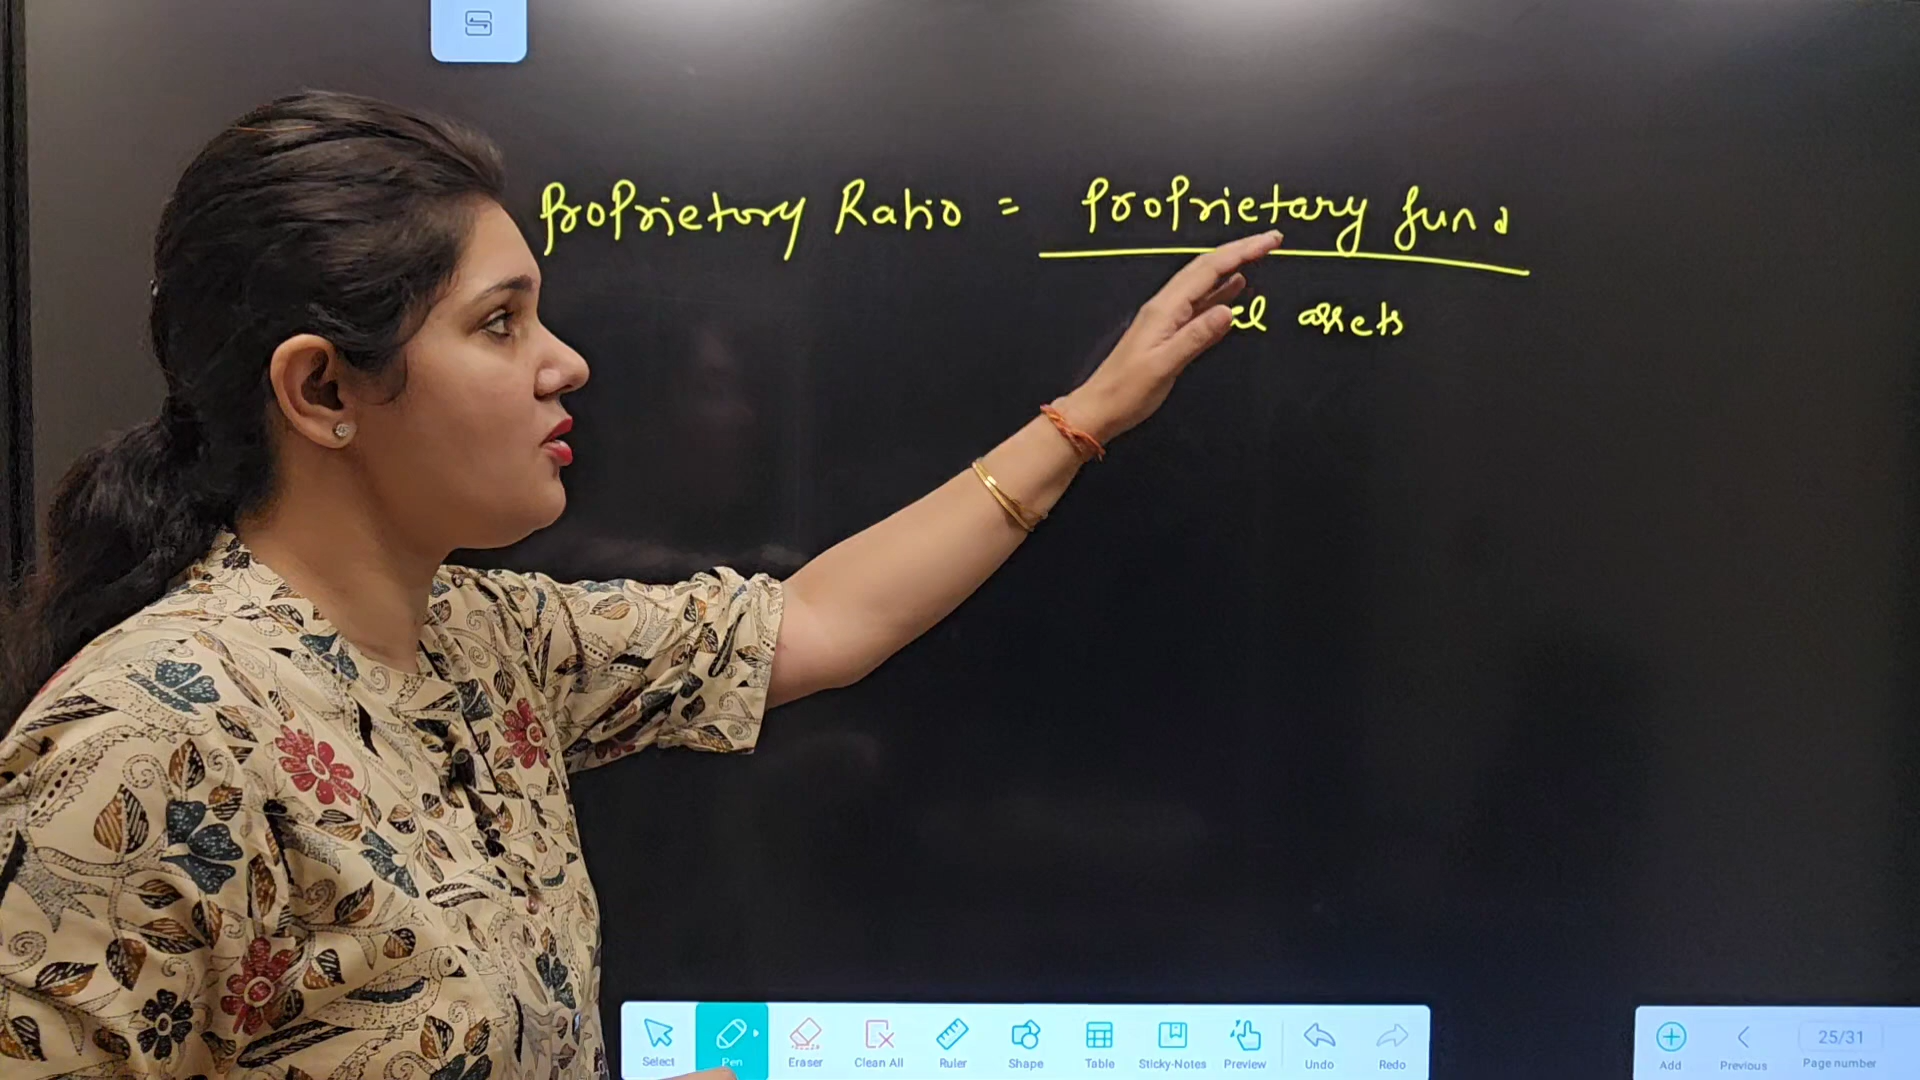 Proprietory Ratio = Proprietary fund
assets
Select
Pen
Eraser
Clean All
Ruler
Shape
Table
Sticky-Notes
Preview
Undo
Redo
Add
Previous
25/31
Page number